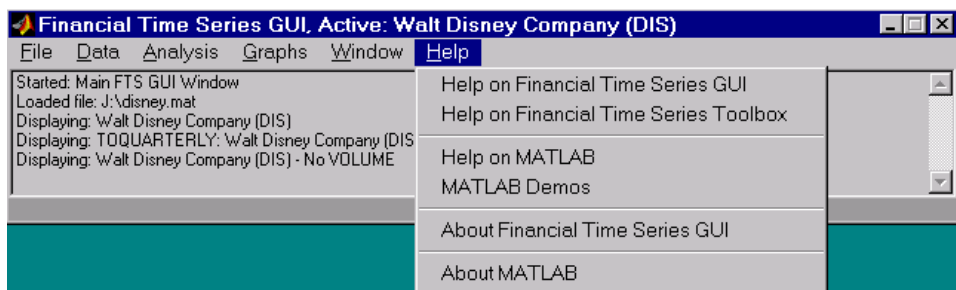 Financial Time Series GUI, Active: Walt Disney Company (DIS)
File Data Analysis Graphs Window Help
Started: Main FTS GUI Window
Loaded file: J:\disney.mat
Displaying: Walt Disney Company (DIS)
Displaying: TOQUARTERLY: Walt Disney Company (DIS
Displaying: Walt Disney Company (DIS) - No VOLUME
Help on Financial Time Series GUI
Help on Financial Time Series Toolbox
Help on MATLAB
MATLAB Demos
About Financial Time Series GUI
About MATLAB